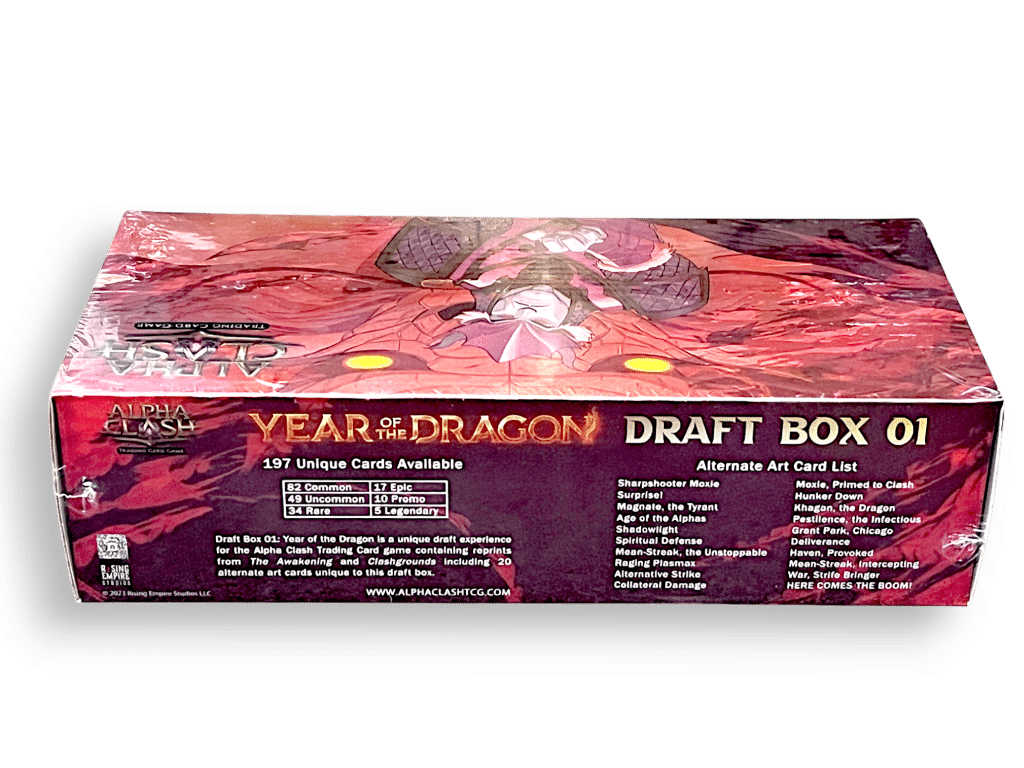 ALPHA
CLASH
TRADING CARD GAME
ALPHA
CLASH
TRADING CARD GAME
YEAR OF THE DRAGON
DRAFT BOX 01
197 Unique Cards Available
82 Common 17 Epic
49 Uncommon 10 Promo
34 Rare 5 Legendary
Draft Box 01: Year of the Dragon is a unique draft experience
for the Alpha Clash Trading Card game containing reprints
from The Awakening and Clashgrounds including 20
alternate art cards unique to this draft box.
WWW.ALPHACLASHTCG.COM
RISING
EMPIRE
STUDIOS
© 2023 Rising Empire Studios LLC
Alternate Art Card List
Sharpshooter Moxie
Surprise!
Magnate, the Tyrant
Age of the Alphas
Shadowlight
Spiritual Defense
Mean-Streak, the Unstoppable
Raging Plasmax
Alternative Strike
Collateral Damage
Moxie, Primed to Clash
Hunker Down
Khagan, the Dragon
Pestilence, the Infectious
Grant Park, Chicago
Deliverance
Haven, Provoked
Mean-Streak, Intercepting
War, Strife Bringer
HERE COMES THE BOOM!